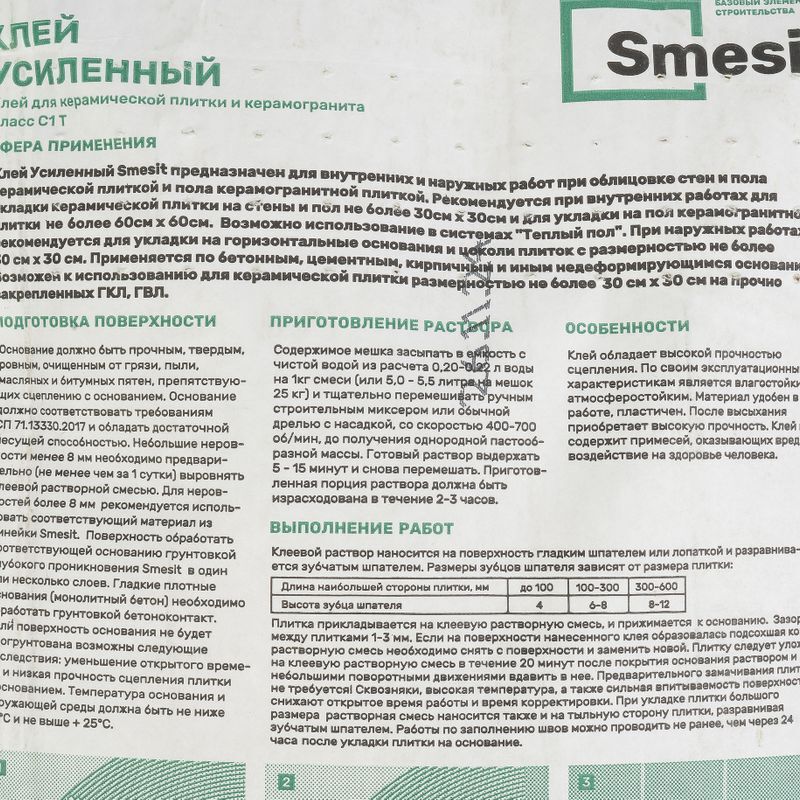 КЛЕЙ
УСИЛЕННЫЙ
клей для керамической плитки и керамогранита
класс С1 Т
БАЗОВЫЙ ЭЛЕМЕН
СТРОИТЕЛЬСТВА
Smesit
СФЕРА ПРИМЕНЕНИЯ
Клей Усиленный Smesit предназначен для внутренних и наружных работ при облицовке стен и пола
керамической плиткой и пола керамогранитной плиткой. Рекомендуется при внутренних работах для
укладки керамической плитки на стены и пол не более 30см х 30см и для укладки на пол керамогранитно
плитки не более 60см х 60см. Возможно использование в системах "Теплый пол". При наружных работах
рекомендуется для укладки на горизонтальные основания и цоколи плиток с размерностью не более
30 см х 30 см. Применяется по бетонным, цементным, кирпичным и иным недеформирующимся основани
Возможен к использованию для керамической плитки размерностью не более 30 см х 30 см на прочно
закрепленных ГКЛ, ГВЛ.
ПОДГОТОВКА ПОВЕРХНОСТИ
Основание должно быть прочным, твердым,
ровным, очищенным от грязи, пыли,
масляных и битумных пятен, препятствую-
щих сцеплению с основанием. Основание
должно соответствовать требованиям
СП 71.13330.2017 и обладать достаточной
несущей способностью. Небольшие неров-
ности менее 8 мм необходимо предвари-
тельно (не менее чем за 1 сутки) выровнять
клеевой растворной смесью. Для неров-
ностей более 8 мм рекомендуется исполь-
зовать соответствующий материал из
линейки Smesit. Поверхность обработать
соответствующей основанию грунтовкой
глубокого проникновения Smesit в один
или несколько слоев. Гладкие плотные
основания (монолитный бетон) необходимо
обработать грунтовкой бетоноконтакт.
Если поверхность основания не будет
огрунтована возможны следующие
последствия: уменьшение открытого време-
и низкая прочность сцепления плитки
основанием. Температура основания и
окружающей среды должна быть не ниже
°С и не выше + 25°С.
ПРИГОТОВЛЕНИЕ РАСТВОРА
Содержимое мешка засыпать в емкость с
чистой водой из расчета 0,20-0,22 л воды
на 1кг смеси (или 5,0 - 5,5 литра на мешок
25 кг) и тщательно перемешать ручным
строительным миксером или обычной
дрелью с насадкой, со скоростью 400-700
об/мин, до получения однородной пастооб-
разной массы. Готовый раствор выдержать
5 - 15 минут и снова перемешать. Приготов-
ленная порция раствора должна быть
израсходована в течение 2-3 часов.
ОСОБЕННОСТИ
Клей обладает высокой прочностью
сцепления. По своим эксплуатационны
характеристикам является влагостойки
атмосферостойким. Материал удобен в
работе, пластичен. После высыхания
приобретает высокую прочность. Клей
содержит примесей, оказывающих вред
воздействие на здоровье человека.
ВЫПОЛНЕНИЕ РАБОТ
Клеевой раствор наносится на поверхность гладким шпателем или лопаткой и разравнива-
ется зубчатым шпателем. Размеры зубцов шпателя зависят от размера плитки:
Длина наибольшей стороны плитки, мм до 100 100-300 300-600
Высота зубца шпателя 4 6-8 8-12
Плитка прикладывается на клеевую растворную смесь, и прижимается к основанию. Зазор
между плитками 1-3 мм. Если на поверхности нанесенного клея образовалась подсохшая ко
растворную смесь необходимо снять с поверхности и заменить новой. Плитку следует улож
на клеевую растворную смесь в течение 20 минут после покрытия основания раствором и
небольшими поворотными движениями вдавить в нее. Предварительного замачивания плит
не требуется! Сквозняки, высокая температура, а также сильная впитываемость поверхност
снижают открытое время работы и время корректировки. При укладке плитки большого
размера растворная смесь наносится также и на тыльную сторону плитки, разравнивая
зубчатым шпателем. Работы по заполнению швов можно проводить не ранее, чем через 24
часа после укладки плитки на основание.
2
3